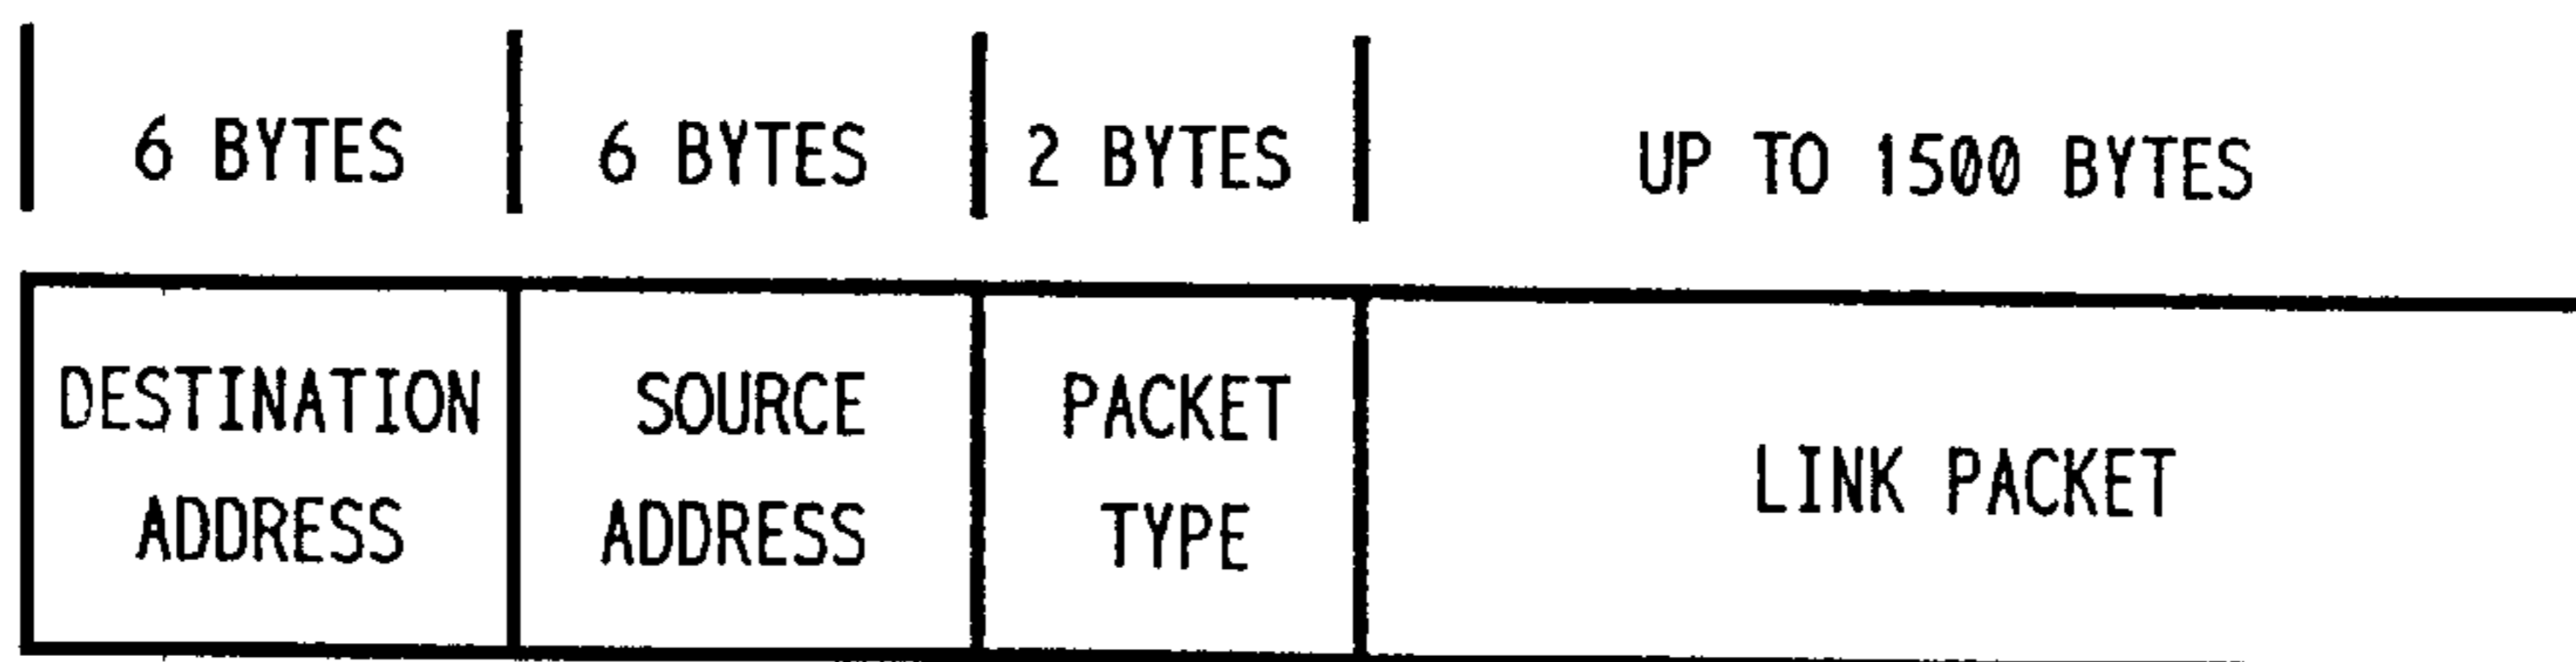 6 BYTES 6 BYTES 2 BYTES UP TO 1500 BYTES
DESTINATION ADDRESS
SOURCE ADDRESS
PACKET TYPE
LINK PACKET